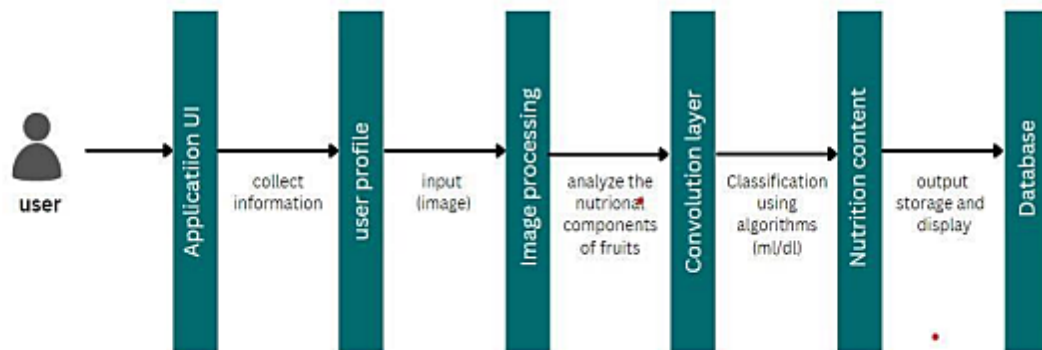 user
Applicatiion UI
collect
information
user profile
input
(image)
Image processing
analyze the
nutrional
components
of fruits
Convolution layer
Classification
using
algorithms
(ml/dl)
Nutrition content
output
storage and
display
Database